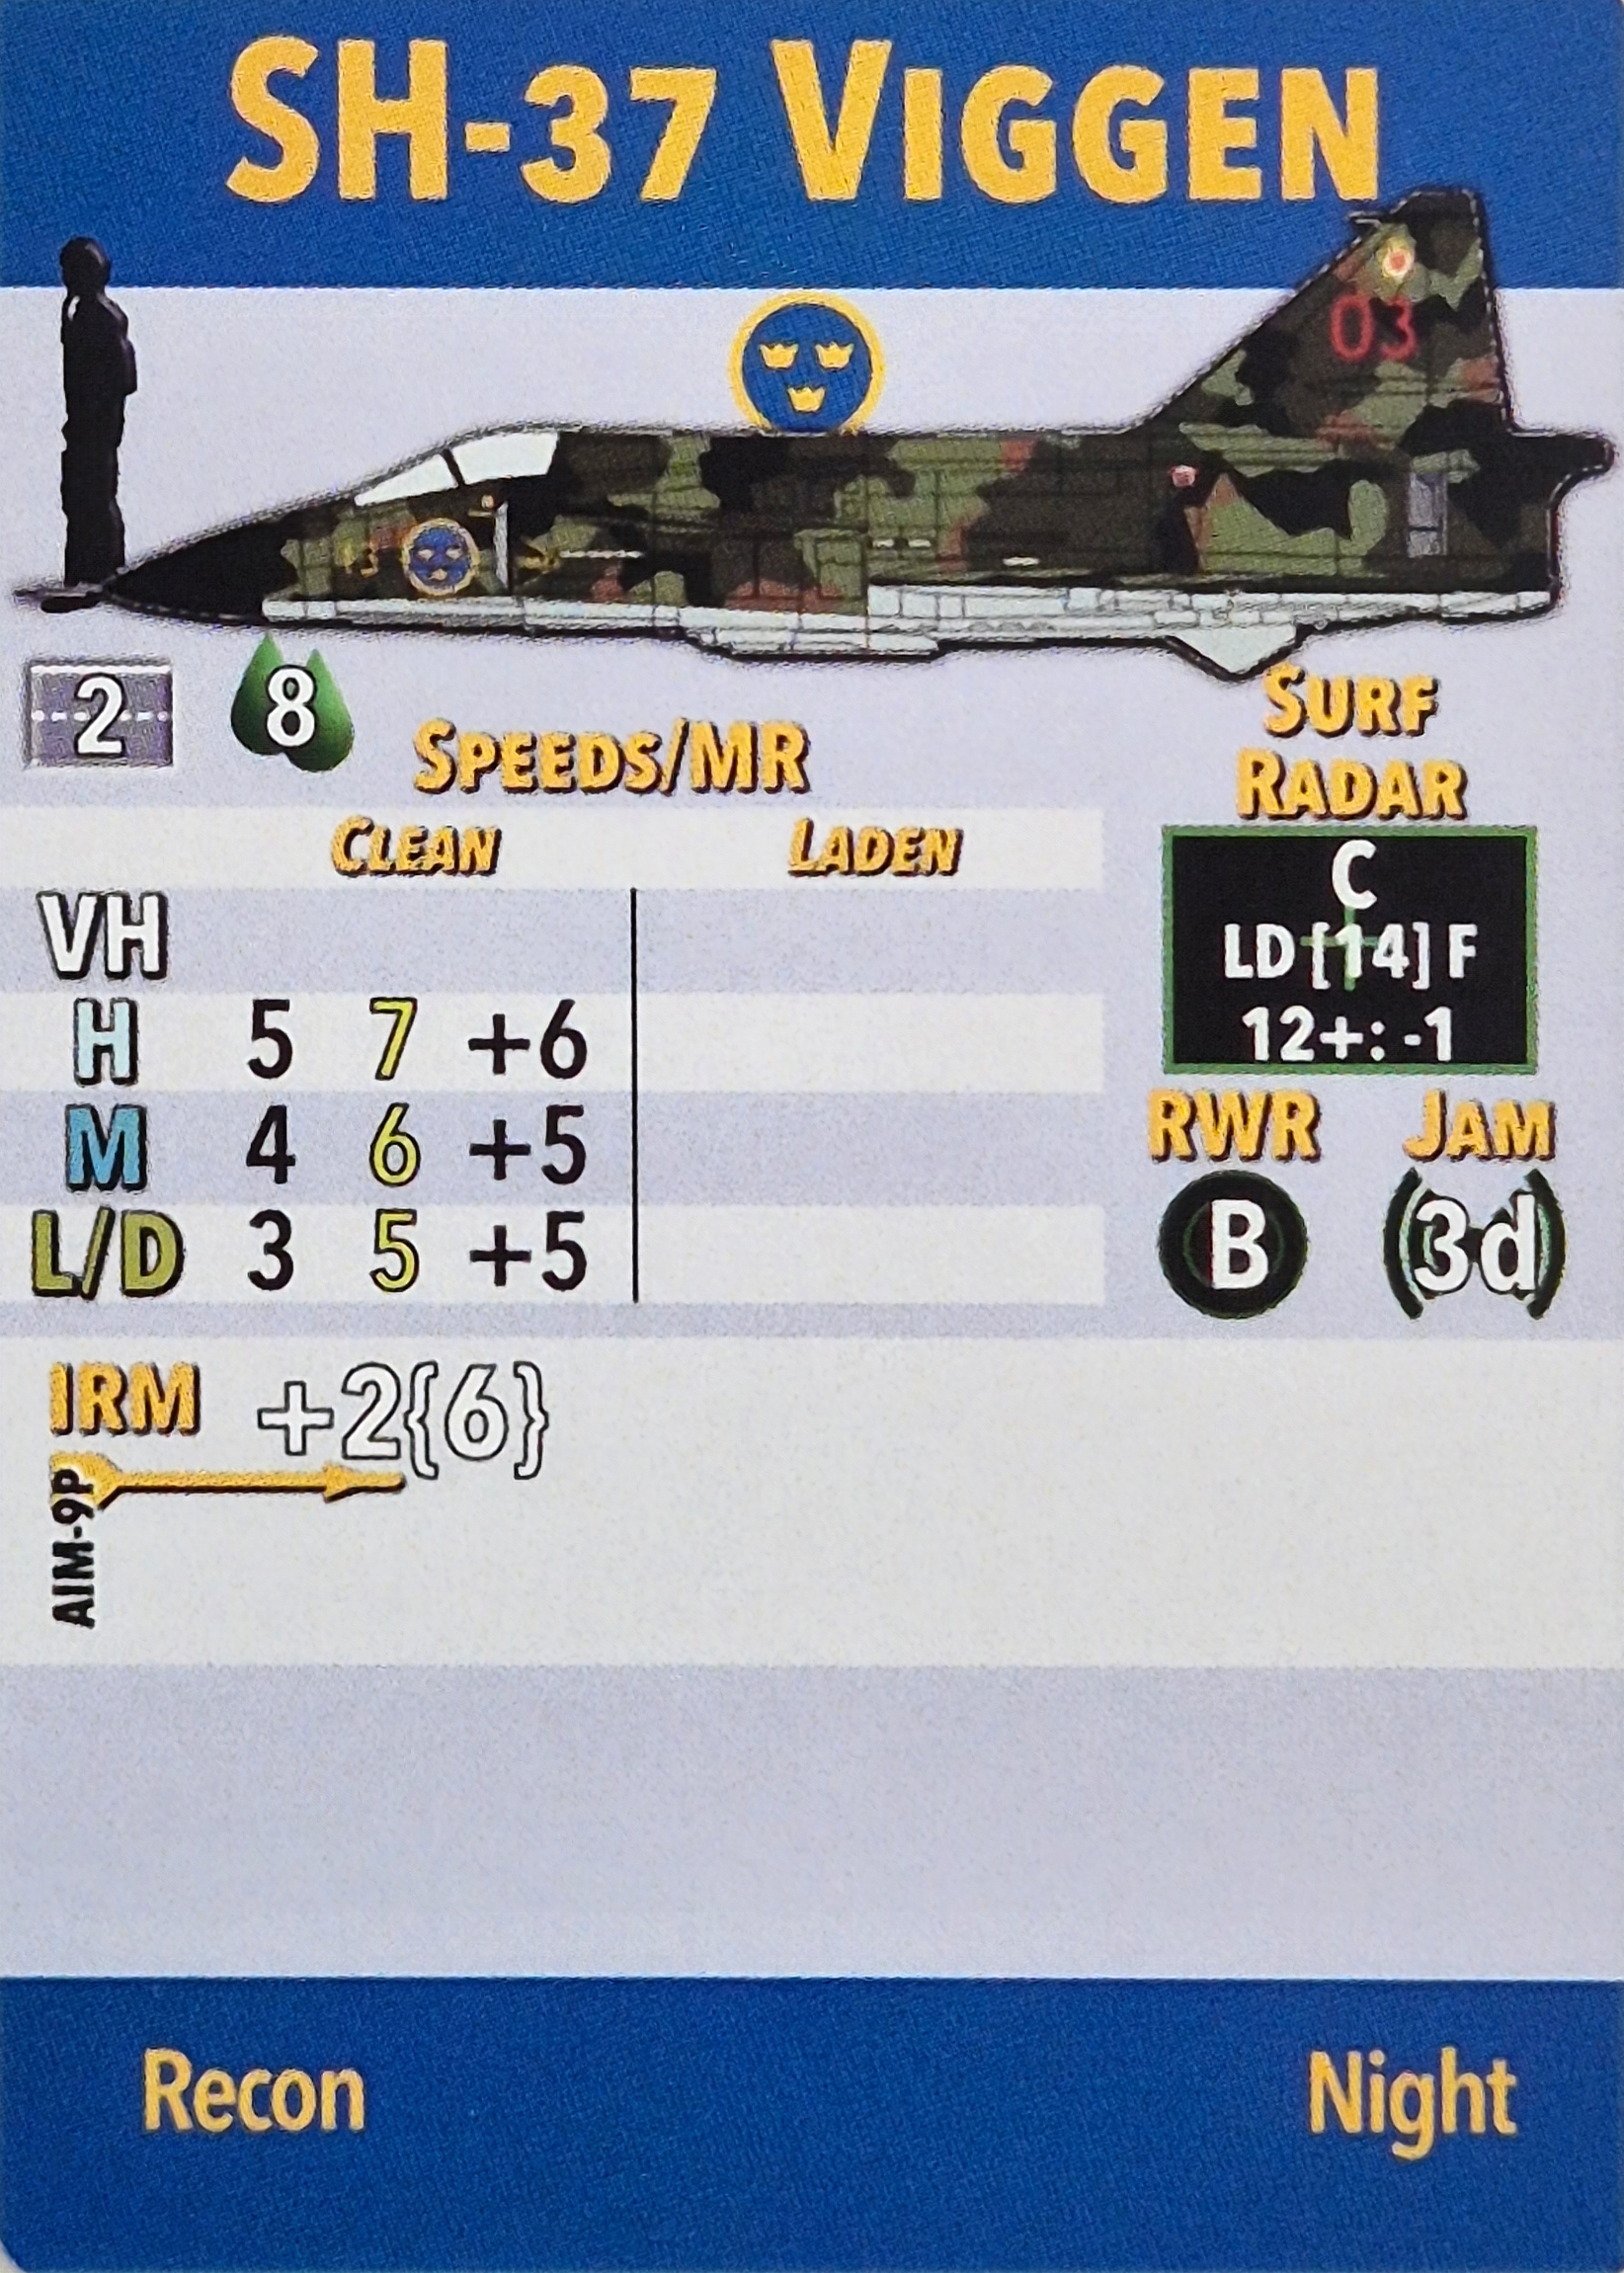 SH-37 VIGGEN
03
2
8
SPEEDS/MR
SURF
RADAR
CLEAN LADEN
C
LD [14] F
12+: -1
VH
H 5 7 +6
M 4 6 +5
L/D 3 5 +5
RWR JAM
B (3d)
IRM +2{6}
AIM-9P
Recon Night